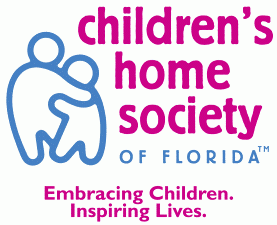 children's
home
society
OF FLORIDA™
Embracing Children.
Inspiring Lives.